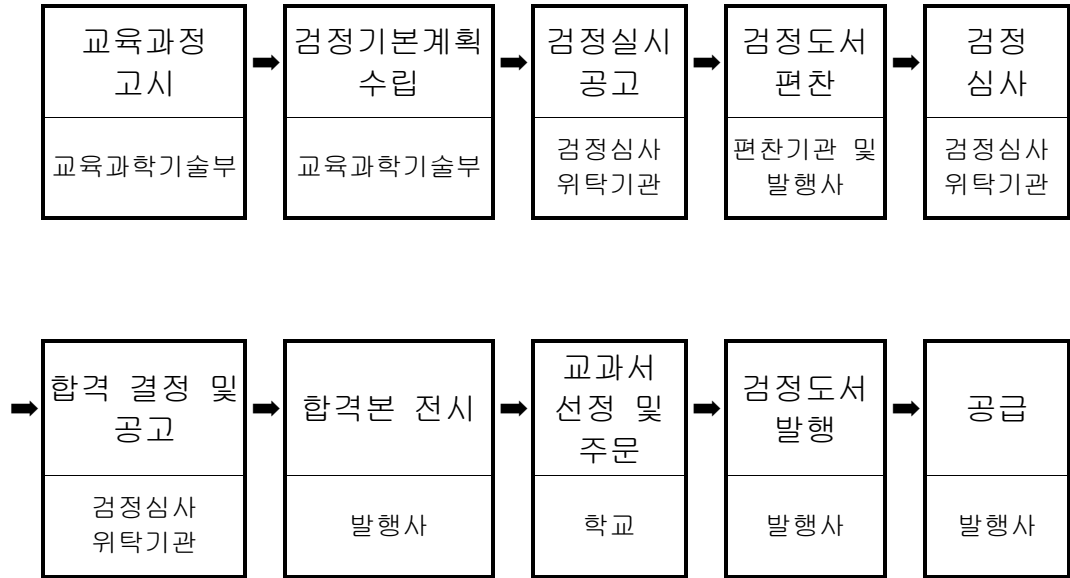 교육과정
고시
교육과학기술부
➡
검정기본계획
수립
교육과학기술부
➡
검정실시
공고
검정심사
위탁기관
➡
검정도서
편찬
편찬기관 및
발행사
➡
검정
심사
검정심사
위탁기관
➡
합격 결정 및
공고
검정심사
위탁기관
➡
합격본 전시
발행사
➡
교과서
선정 및
주문
학교
➡
검정도서
발행
발행사
➡
공급
발행사